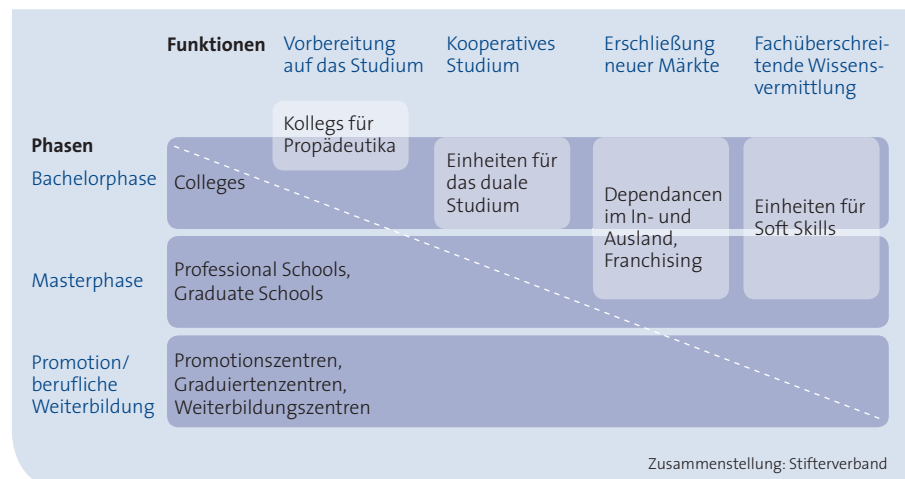 Funktionen
Vorbereitung
auf das Studium
Kooperatives
Studium
Erschließung
neuer Märkte
Fachüberschrei-
tende Wissens-
vermittlung
Phasen
Kollegs für
Propädeutika
Bachelorphase
Colleges
Einheiten für
das duale
Studium
Dependancen
im In- und
Ausland,
Franchising
Einheiten für
Soft Skills
Masterphase
Professional Schools,
Graduate Schools
Promotion/
berufliche
Weiterbildung
Promotionszentren,
Graduiertenzentren,
Weiterbildungszentren
Zusammenstellung: Stifterverband